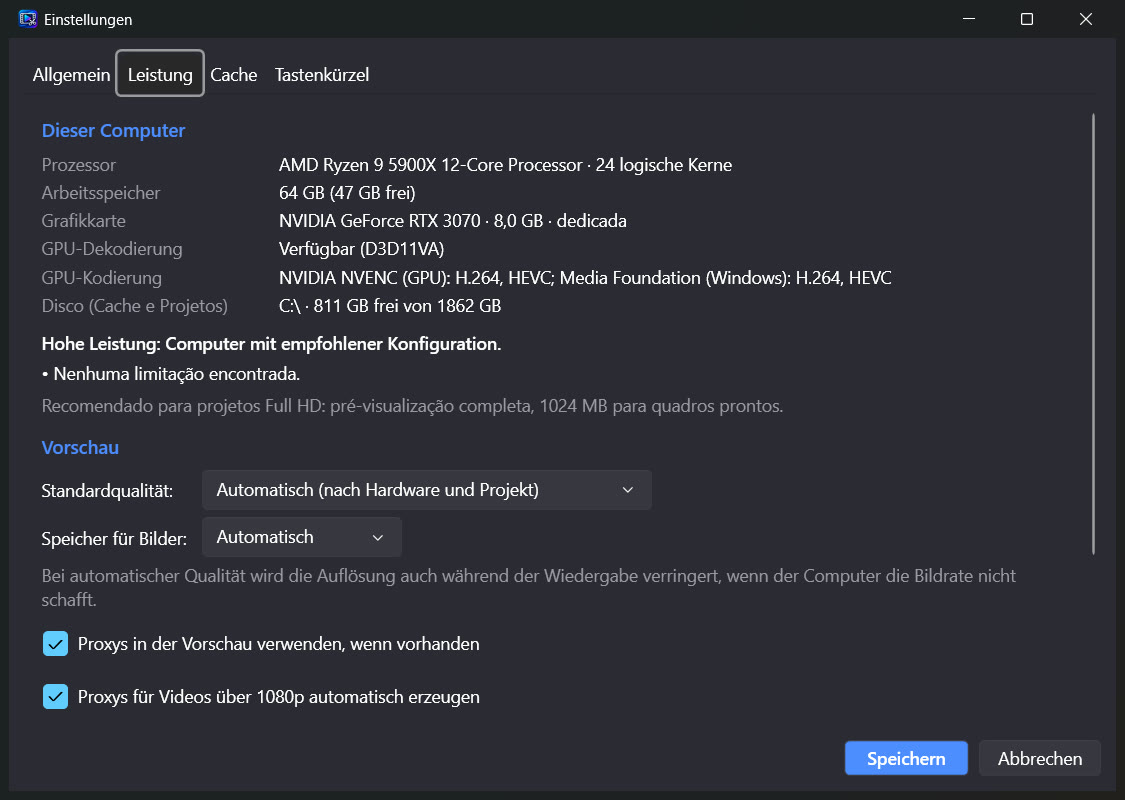 Einstellungen
Allgemein Leistung Cache Tastenkürzel
Dieser Computer
Prozessor AMD Ryzen 9 5900X 12-Core Processor · 24 logische Kerne
Arbeitsspeicher 64 GB (47 GB frei)
Grafikkarte NVIDIA GeForce RTX 3070 · 8,0 GB · dedicada
GPU-Dekodierung Verfügbar (D3D11VA)
GPU-Kodierung NVIDIA NVENC (GPU): H.264, HEVC; Media Foundation (Windows): H.264, HEVC
Disco (Cache e Projetos) C:\ · 811 GB frei von 1862 GB
Hohe Leistung: Computer mit empfohlener Konfiguration.
• Nenhuma limitação encontrada.
Recomendado para projetos Full HD: pré-visualização completa, 1024 MB para quadros prontos.
Vorschau
Standardqualität: Automatisch (nach Hardware und Projekt)
Speicher für Bilder: Automatisch
Bei automatischer Qualität wird die Auflösung auch während der Wiedergabe verringert, wenn der Computer die Bildrate nicht
schafft.
Proxys in der Vorschau verwenden, wenn vorhanden
Proxys für Videos über 1080p automatisch erzeugen
Speichern Abbrechen